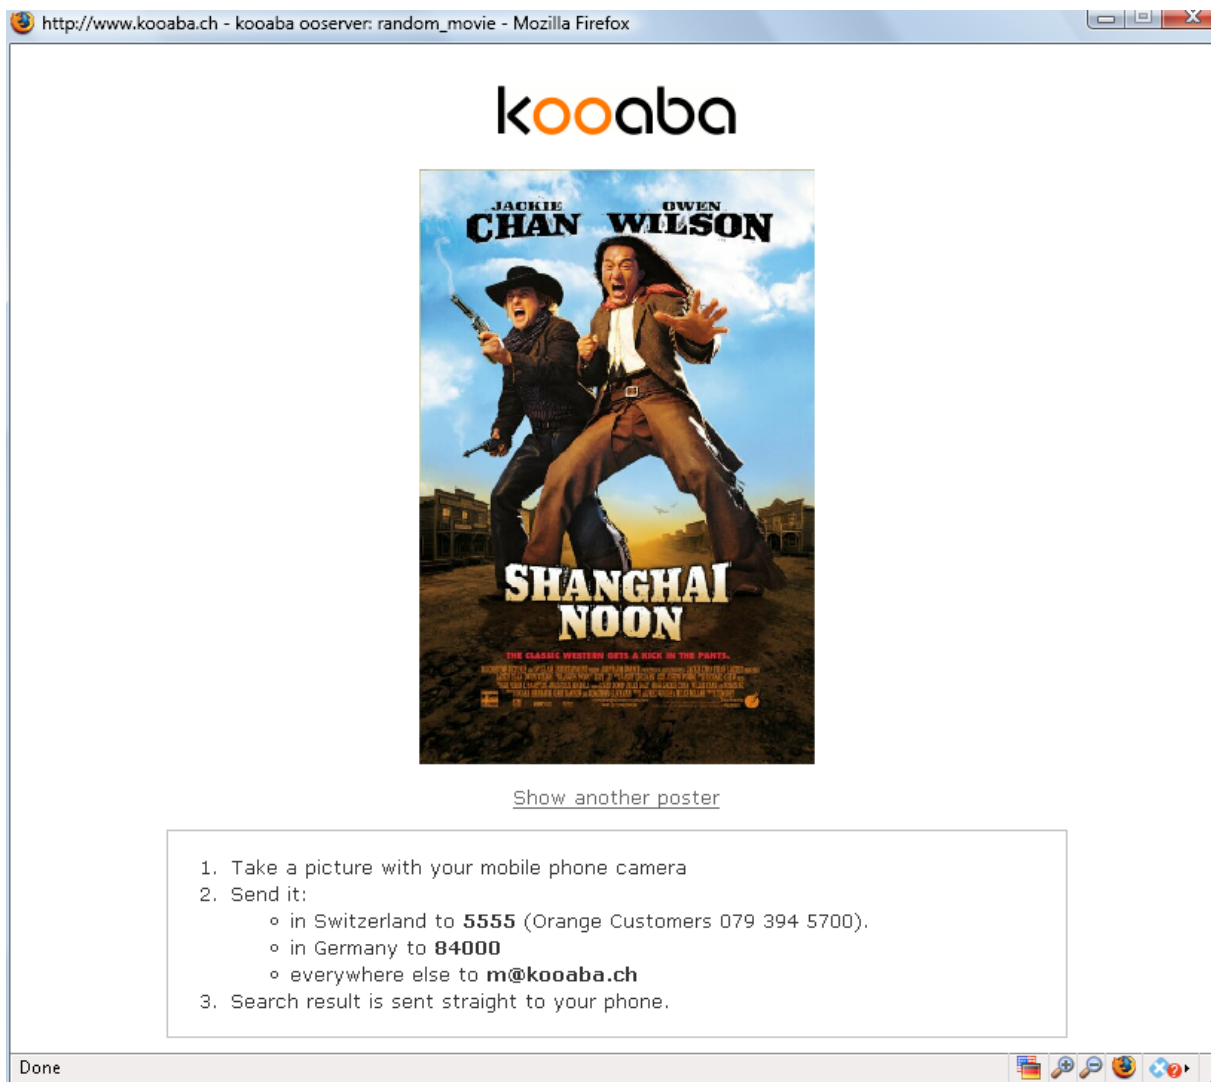 http://www.kooaba.ch - kooaba ooserver: random_movie - Mozilla Firefox
kooaba
JACKIE CHAN OWEN WILSON
SHANGHAI
NOON
THE CLASSIC WESTERN GETS A KICK IN THE PANTS.
Show another poster
1. Take a picture with your mobile phone camera
2. Send it:
in Switzerland to 5555 (Orange Customers 079 394 5700).
in Germany to 84000
everywhere else to m@kooaba.ch
3. Search result is sent straight to your phone.
Done